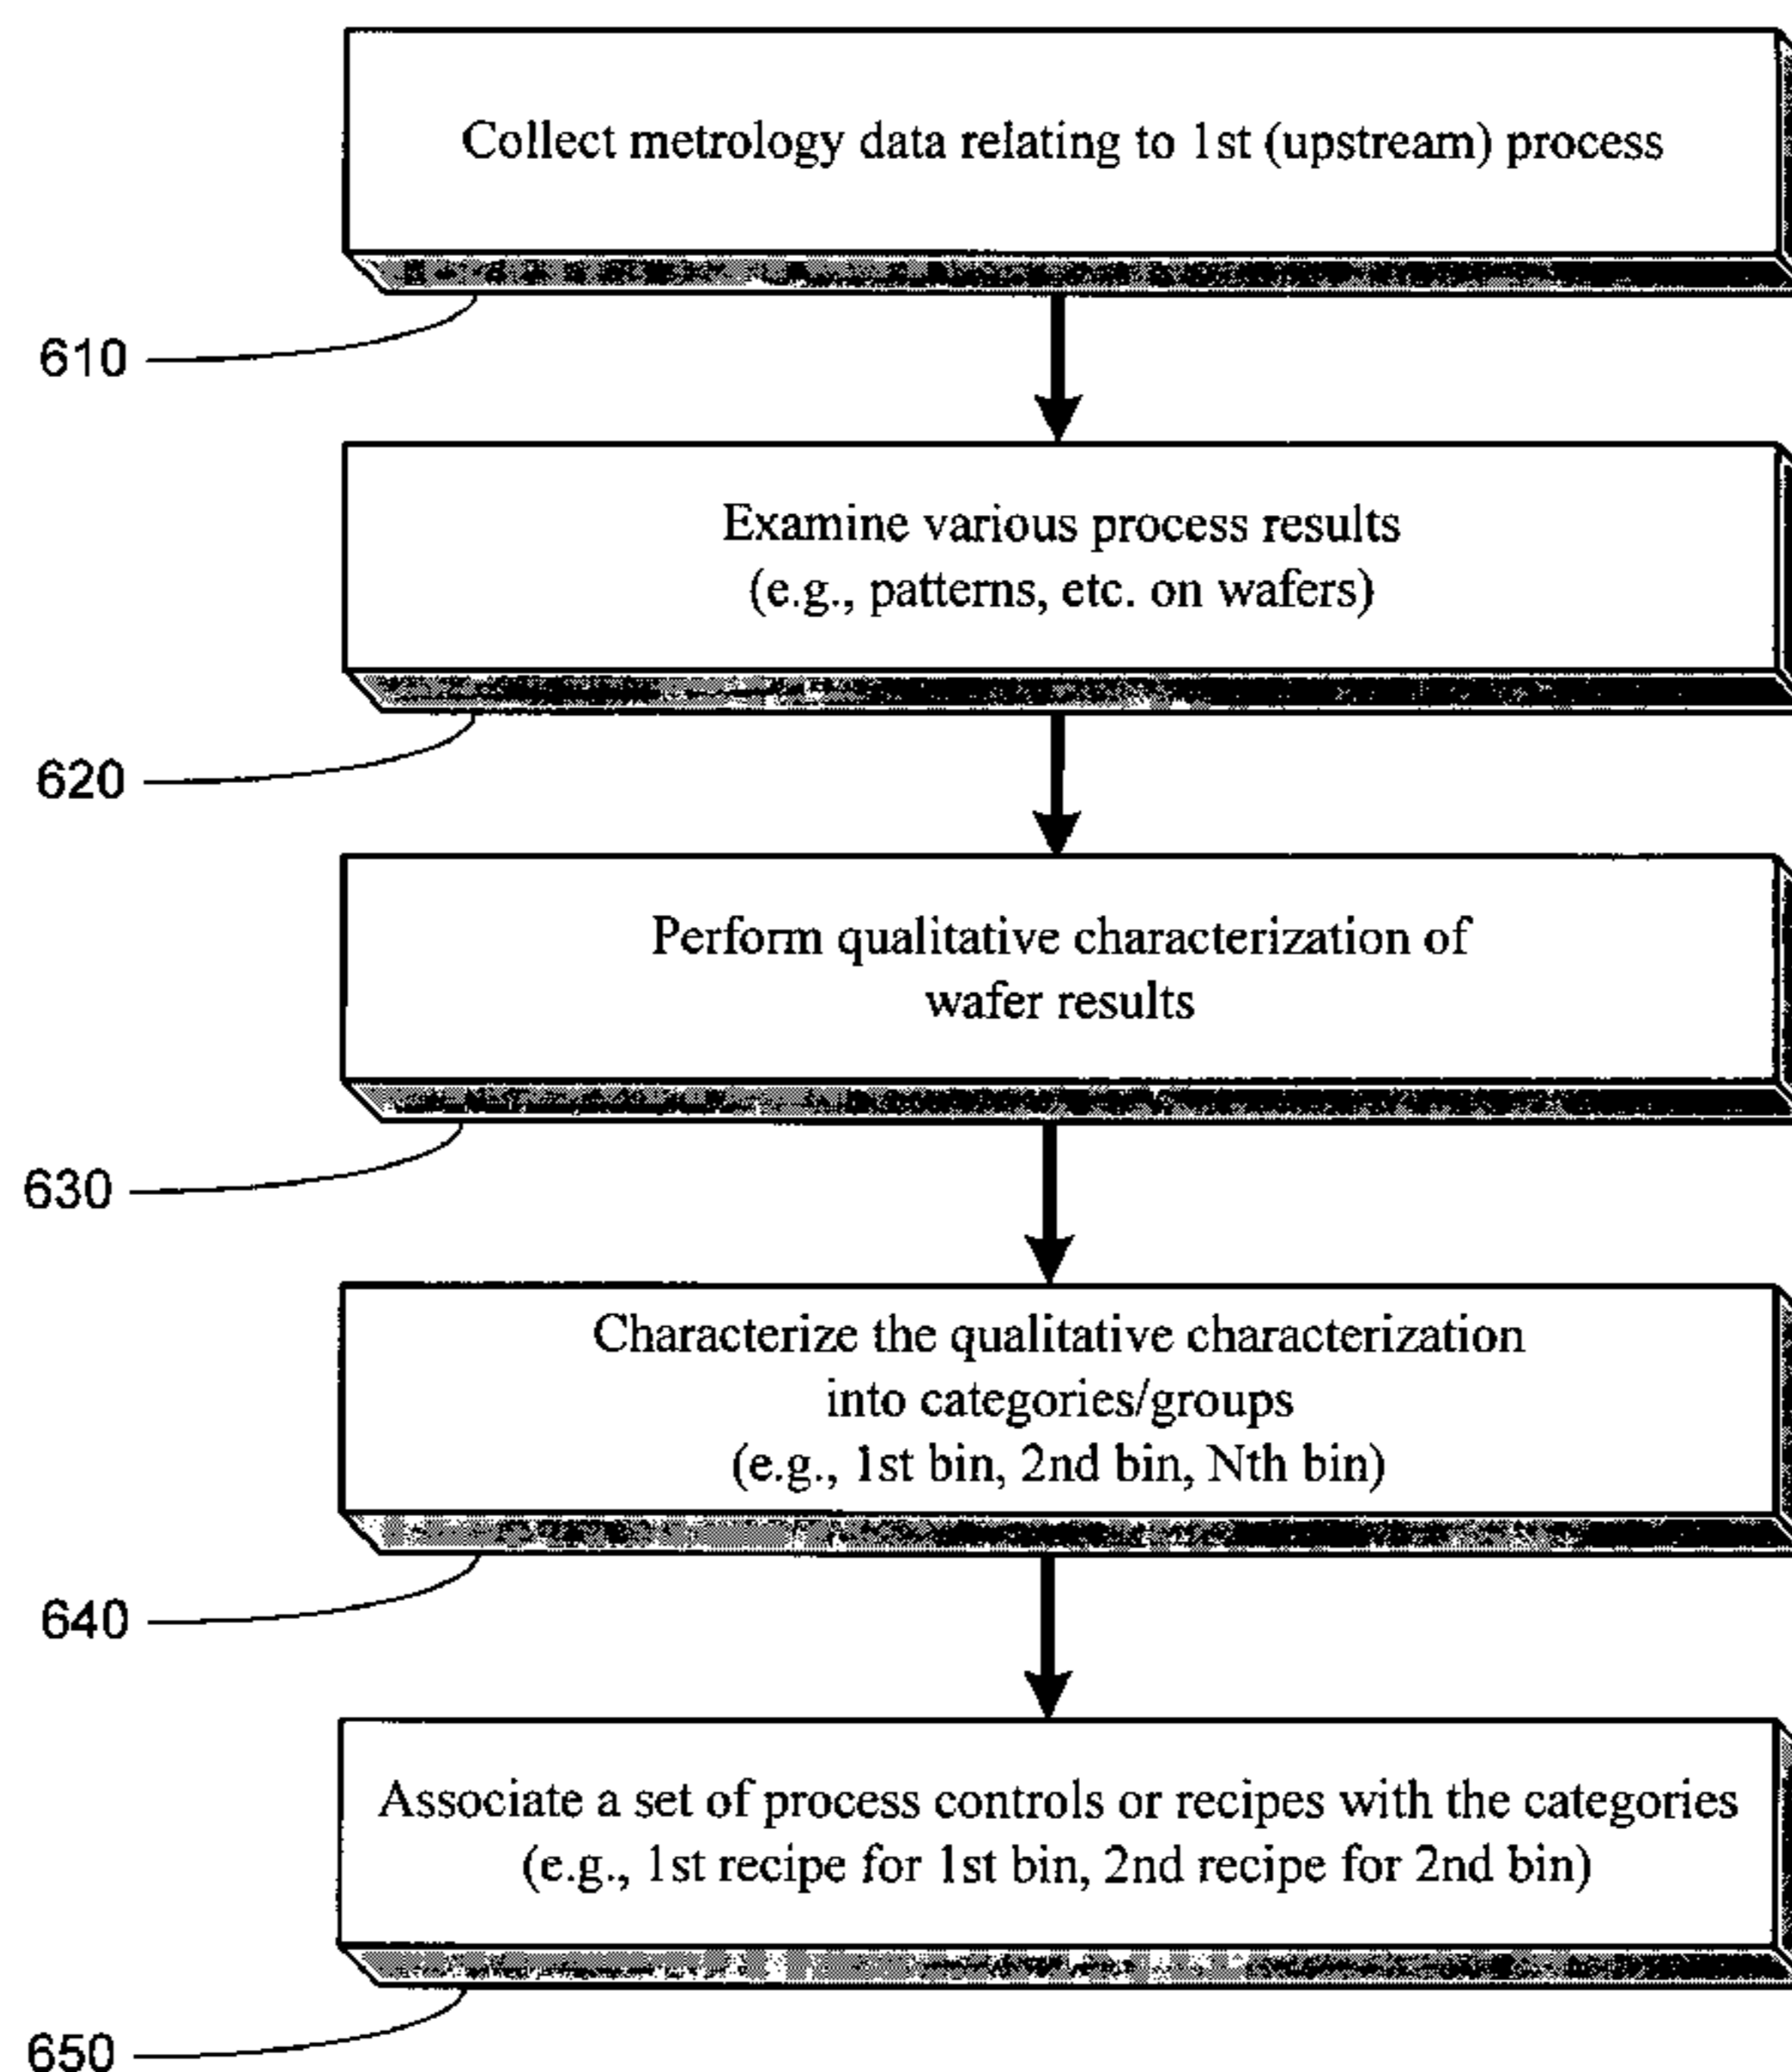 Collect metrology data relating to 1st (upstream) process
610
Examine various process results
(e.g., patterns, etc. on wafers)
620
Perform qualitative characterization of
wafer results
630
Characterize the qualitative characterization
into categories/groups
(e.g., 1st bin, 2nd bin, Nth bin)
640
Associate a set of process controls or recipes with the categories
(e.g., 1st recipe for 1st bin, 2nd recipe for 2nd bin)
650